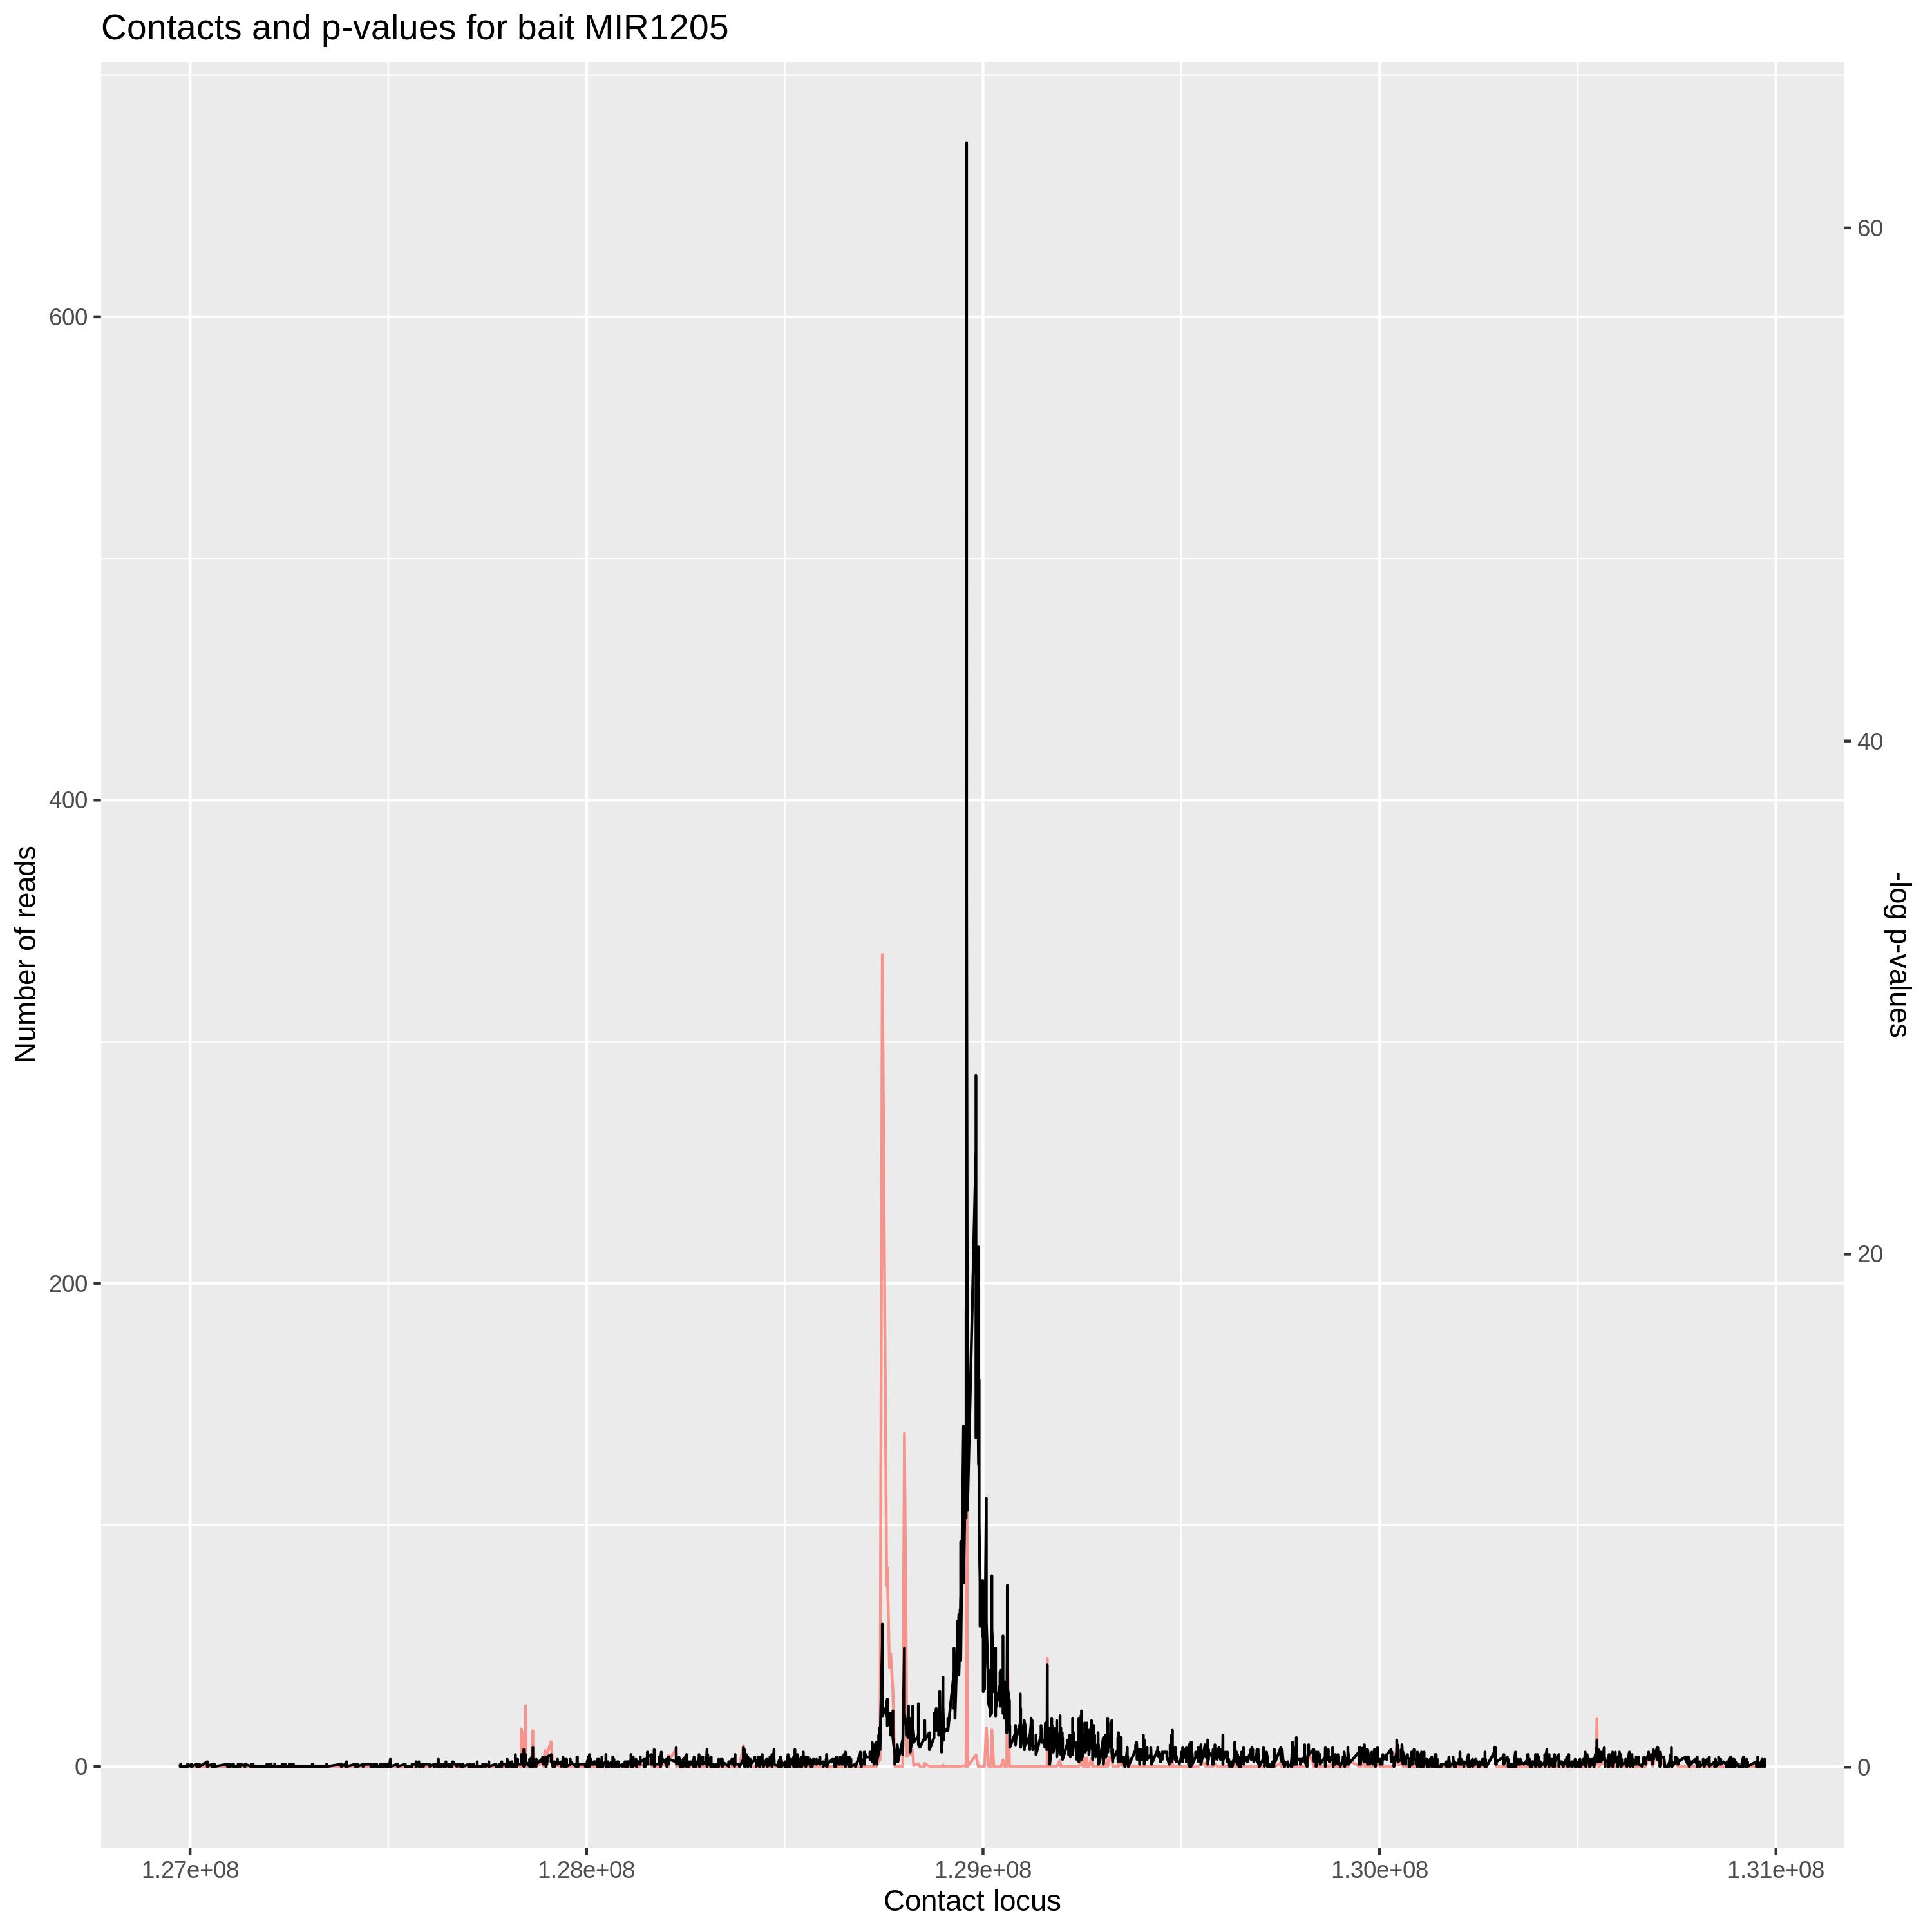 Contacts and p-values for bait MIR1205
Number of reads
600
400
200
0
60
40
20
0
-log p-values
1.27e+08
1.28e+08
1.29e+08
1.30e+08
1.31e+08
Contact locus